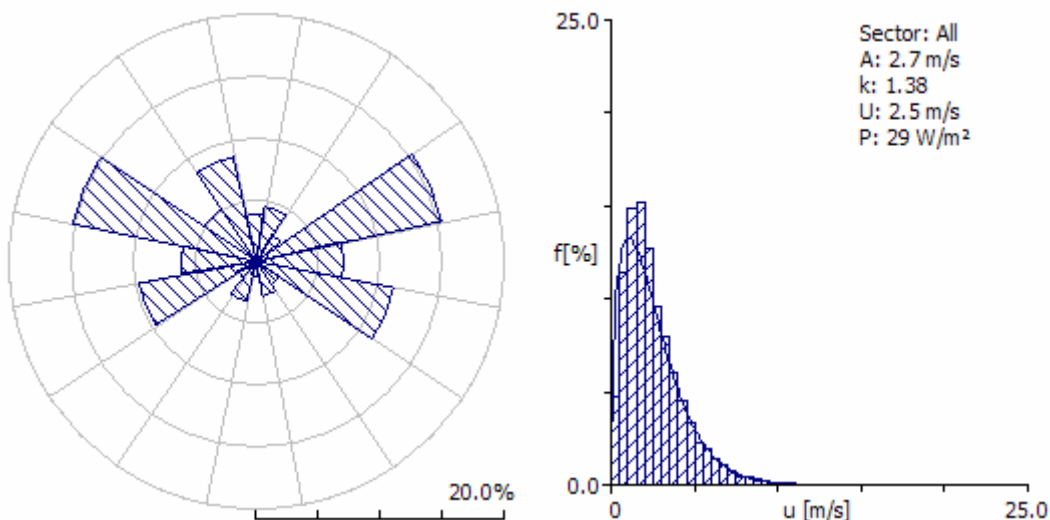 20.0%
25.0
f[%]
0.0
0
u [m/s]
25.0
Sector: All
A: 2.7 m/s
k: 1.38
U: 2.5 m/s
P: 29 W/m²